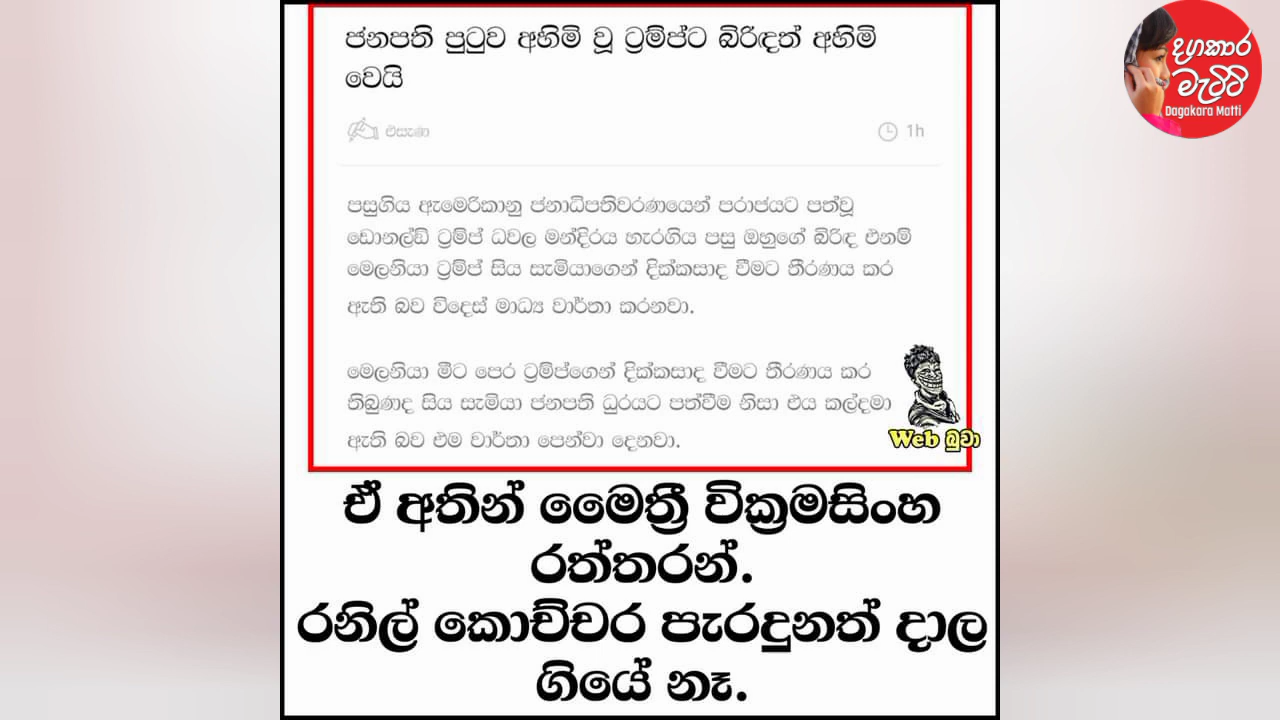 ජනපති පුටුව අහිමි වූ ට්‍රම්ප්ට බිරිඳත් අහිමි
වෙයි
එසැණ
1h
පසුගිය ඇමෙරිකානු ජනාධිපතිවරණයෙන් පරාජයට පත්වූ
ඩොනල්ඩ් ට්‍රම්ප් ධවල මන්දිරය හැරගිය පසු ඔහුගේ බිරිඳ එනම්
මෙලනියා ට්‍රම්ප් සිය සැමියාගෙන් දික්කසාද වීමට තීරණය කර
ඇති බව විදෙස් මාධ්‍ය වාර්තා කරනවා.
මෙලනියා මීට පෙර ට්‍රම්ප්ගෙන් දික්කසාද වීමට තීරණය කර
තිබුණද සිය සැමියා ජනපති ධුරයට පත්වීම නිසා එය කල්දමා
ඇති බව එම වාර්තා පෙන්වා දෙනවා.
Web බුවා
ඒ අතින් මෛත්‍රී වික්‍රමසිංහ
රත්තරන්.
රනිල් කොච්චර පැරදුනත් දාල
ගියේ නෑ.
දගකාර
මැට්ටි
Dagakara Matti